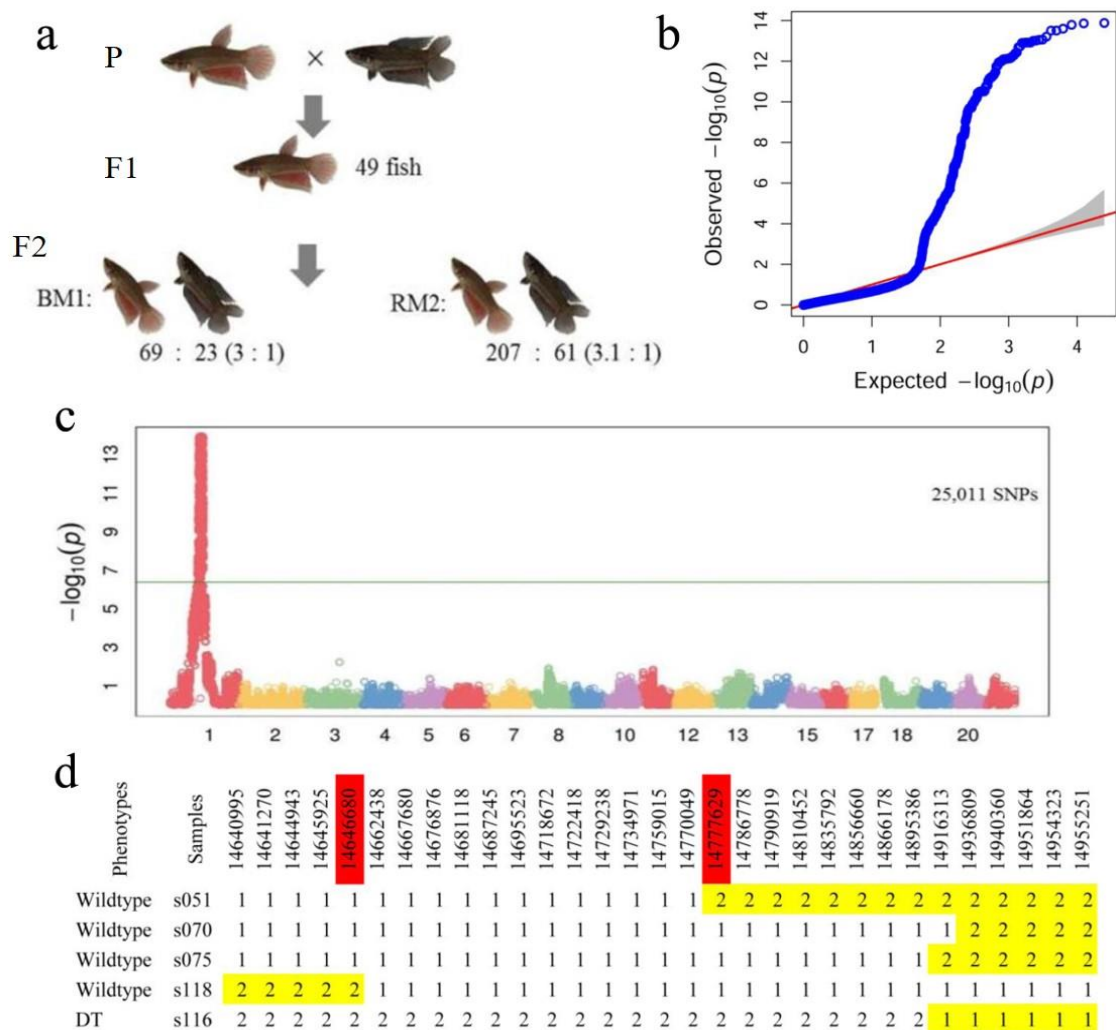 a
P ×
F1 49 fish
F2
BM1: RM2:
69 : 23 (3 : 1) 207 : 61 (3.1 : 1)
b
Observed −log10(p)
0 2 4 6 8 10 12 14
0 1 2 3 4
Expected −log10(p)
c
−log10(p)
1 3 5 7 9 11 13
25,011 SNPs
1 2 3 4 5 6 7 8 10 12 13 15 17 18 20
d
Phenotypes Samples 14640995 14641270 14644943 14645925 14646680 14662438 14667680 14676876 14681118 14687245 14695523 14718672 14722418 14729238 14734971 14759015 14770049 14777629 14786778 14790919 14810452 14835792 14856660 14866178 14895386 14916313 14936809 14940360 14951864 14954323 14955251
Wildtype s051 1 1 1 1 1 1 1 1 1 1 1 1 1 1 1 1 1 2 2 2 2 2 2 2 2 2 2 2 2 2 2
Wildtype s070 1 1 1 1 1 1 1 1 1 1 1 1 1 1 1 1 1 1 1 1 1 1 1 1 1 1 2 2 2 2 2
Wildtype s075 1 1 1 1 1 1 1 1 1 1 1 1 1 1 1 1 1 1 1 1 1 1 1 1 1 2 2 2 2 2 2
Wildtype s118 2 2 2 2 2 1 1 1 1 1 1 1 1 1 1 1 1 1 1 1 1 1 1 1 1 1 1 1 1 1 1
DT s116 2 2 2 2 2 2 2 2 2 2 2 2 2 2 2 2 2 2 2 2 2 2 2 2 2 1 1 1 1 1 1